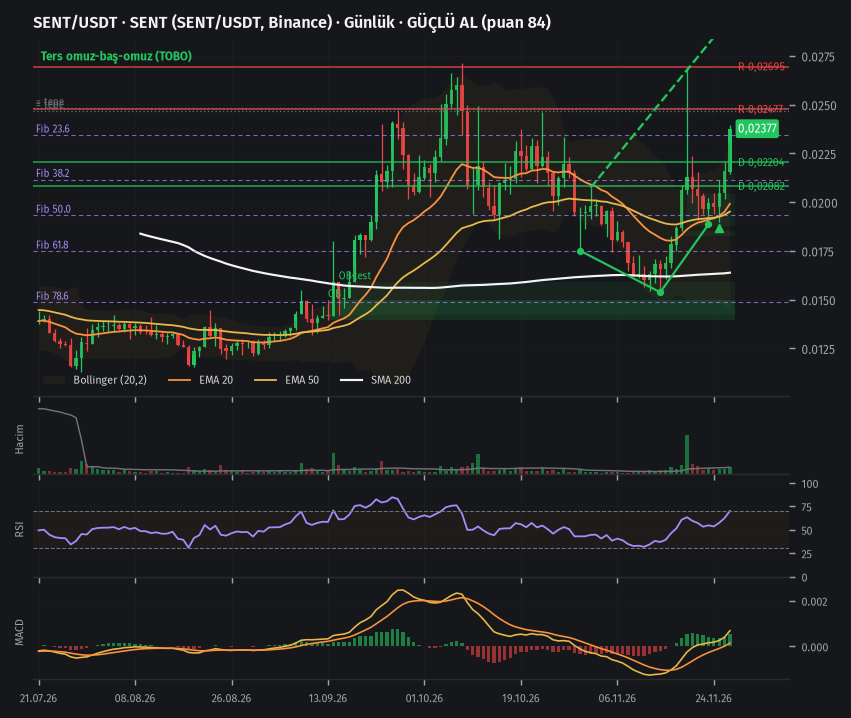 SENT/USDT · SENT (SENT/USDT, Binance) · Günlük · GÜÇLÜ AL (puan 84)
Ters omuz-baş-omuz (TOBO)
0.0275
R 0,02695
0.0250
R 0,02477
Fib 23.6
0,02377
0.0225
D 0,02204
Fib 38.2
D 0,02082
0.0200
Fib 50.0
Fib 61.8
0.0175
OB test
Fib 78.6
0.0150
0.0125
Bollinger (20,2)
EMA 20
EMA 50
SMA 200
Hacim
RSI
100
75
50
25
0
MACD
0.002
0.000
21.07.26
08.08.26
26.08.26
13.09.26
01.10.26
19.10.26
06.11.26
24.11.26